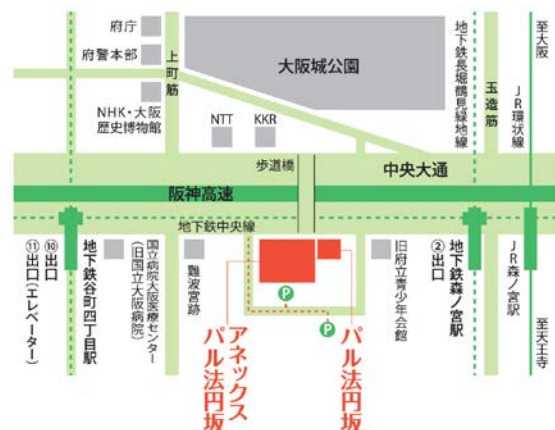 府庁
府警本部
NHK・大阪
歴史博物館
上町筋
大阪城公園
NTT
KKR
地下鉄長堀鶴見緑地線
玉造筋
JR環状線
至大阪
歩道橋
中央大通
阪神高速
地下鉄中央線
⑪出口(エレベーター)
⑩出口
地下鉄谷町四丁目駅
国立病院大阪医療センター
(旧国立大阪病院)
難波宮跡
P
P
アネックス
パル法円坂
パル法円坂
旧府立青少年会館
②出口
地下鉄森ノ宮駅
JR森ノ宮駅
至天王寺